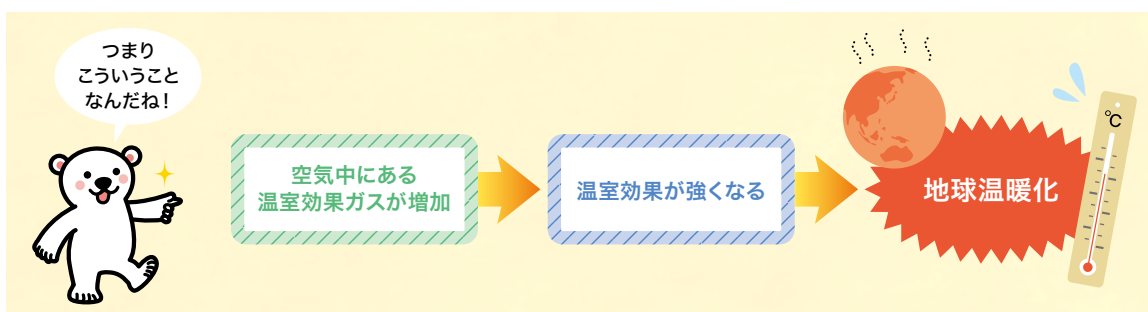 つまり
こういうこと
なんだね！
空気中にある
温室効果ガスが増加
温室効果が強くなる
地球温暖化
℃